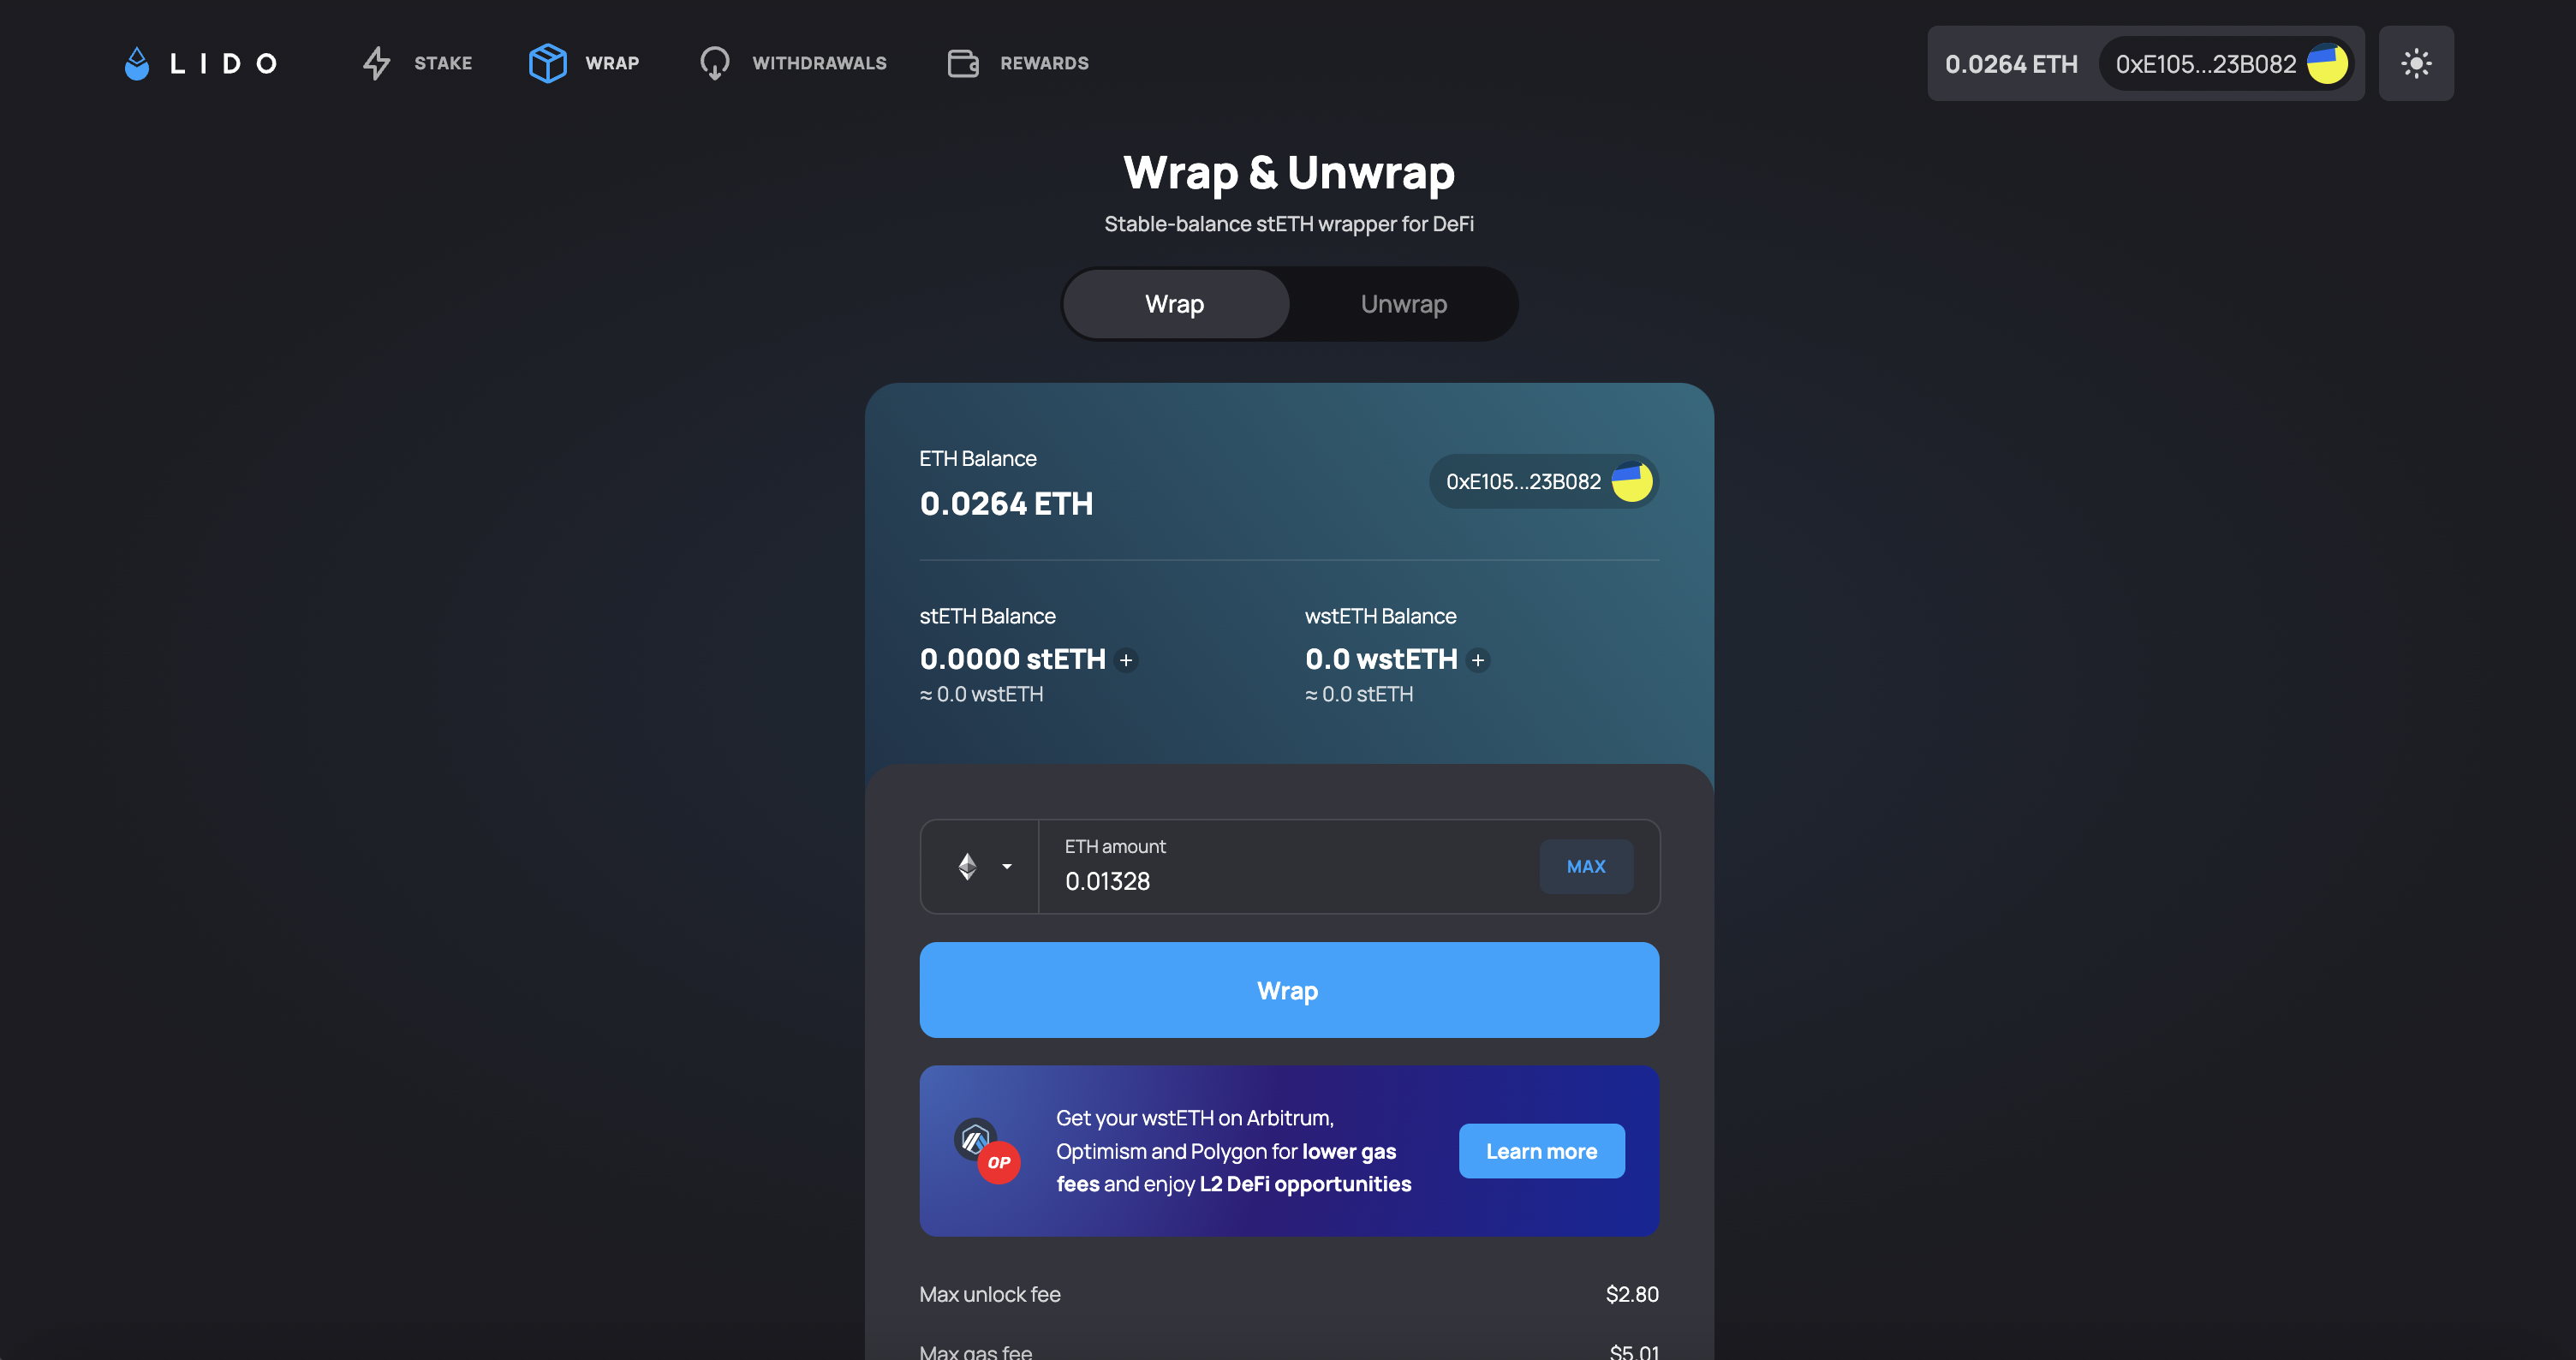 LIDO
STAKE
WRAP
WITHDRAWALS
REWARDS
0.0264 ETH
0xE105...23B082
Wrap & Unwrap
Stable-balance stETH wrapper for DeFi
Wrap
Unwrap
ETH Balance
0.0264 ETH
0xE105...23B082
stETH Balance
0.0000 stETH +
≈ 0.0 wstETH
wstETH Balance
0.0 wstETH +
≈ 0.0 stETH
ETH amount
0.01328
MAX
Wrap
OP
Get your wstETH on Arbitrum,
Optimism and Polygon for lower gas
fees and enjoy L2 DeFi opportunities
Learn more
Max unlock fee $2.80
Max gas fee $5.01